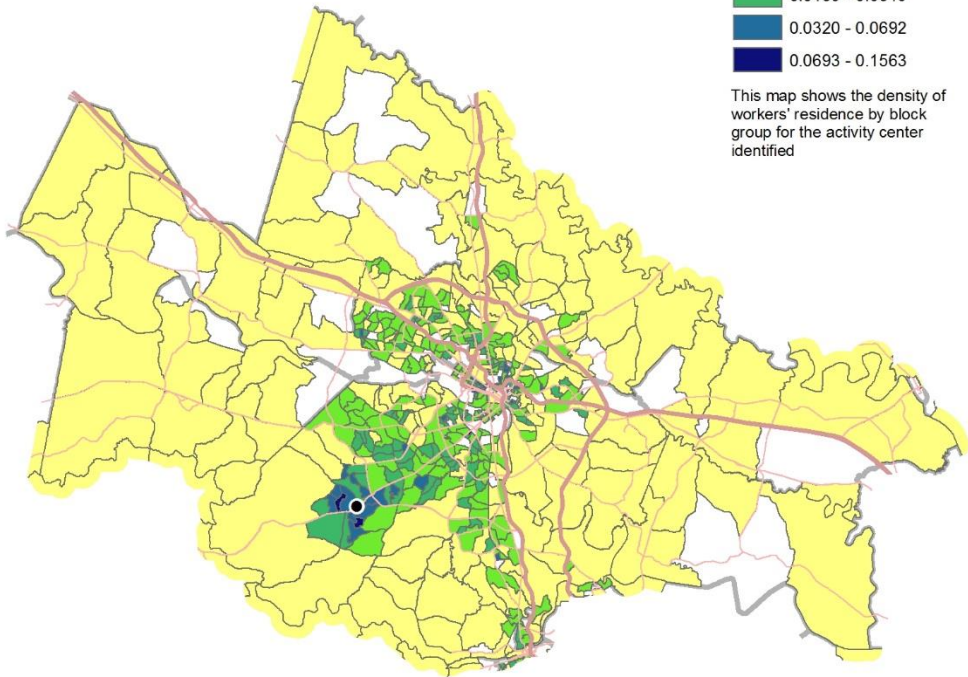 0.0320 - 0.0692
0.0693 - 0.1563
This map shows the density of
workers' residence by block
group for the activity center
identified